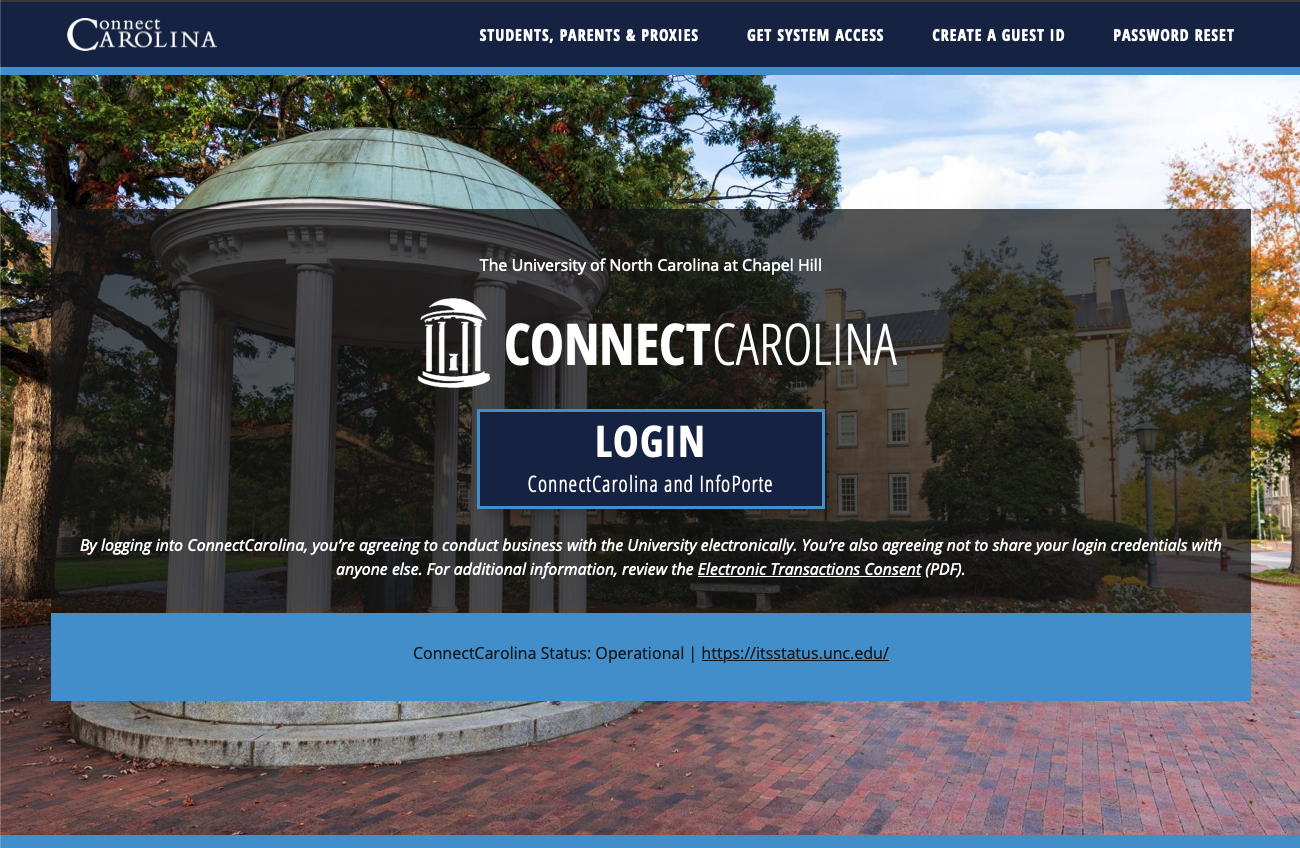 Connect
CAROLINA
STUDENTS, PARENTS & PROXIES
GET SYSTEM ACCESS
CREATE A GUEST ID
PASSWORD RESET
The University of North Carolina at Chapel Hill
CONNECTCAROLINA
LOGIN
ConnectCarolina and InfoPorte
By logging into ConnectCarolina, you’re agreeing to conduct business with the University electronically. You’re also agreeing not to share your login credentials with
anyone else. For additional information, review the Electronic Transactions Consent (PDF).
ConnectCarolina Status: Operational | https://itsstatus.unc.edu/